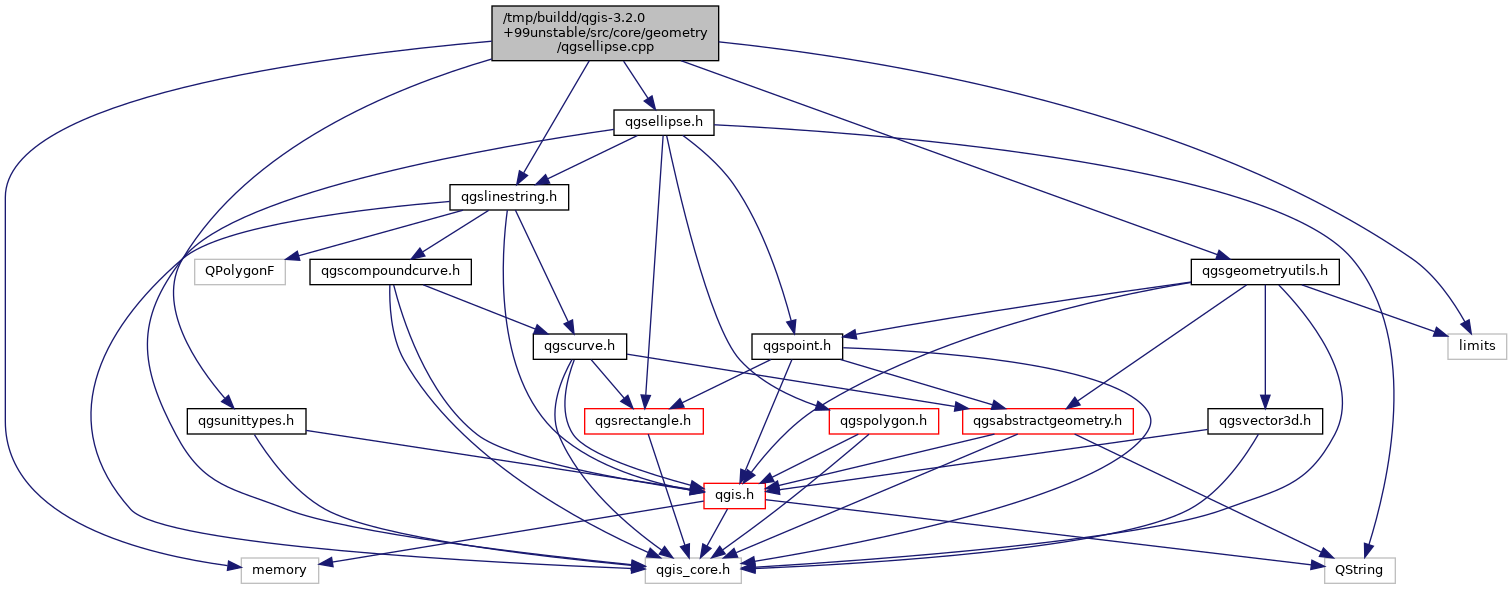 /tmp/buildd/qgis-3.2.0
+99unstable/src/core/geometry
/qgsellipse.cpp
qgsellipse.h
qgslinestring.h
QPolygonF
qgscompoundcurve.h
qgsgeometryutils.h
qgscurve.h
qgspoint.h
limits
qgsunittypes.h
qgsrectangle.h
qgspolygon.h
qgsabstractgeometry.h
qgsvector3d.h
qgis.h
memory
qgis_core.h
QString